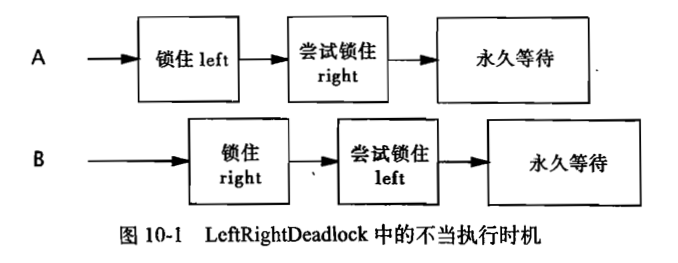 A
锁住 left
尝试锁住
right
永久等待
B
锁住
right
尝试锁住
left
永久等待
图 10-1 LeftRightDeadlock 中的不当执行时机